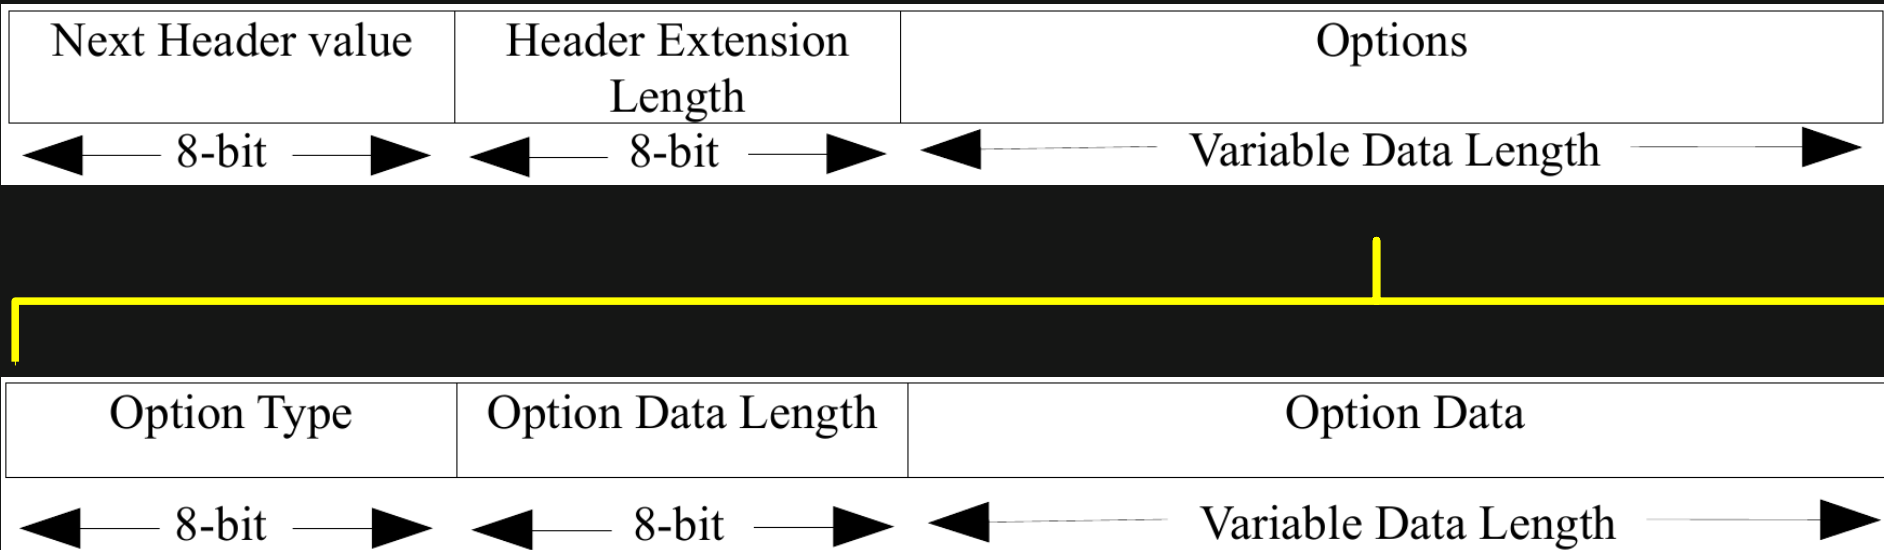 Next Header value
Header Extension
Length
Options
8-bit
8-bit
Variable Data Length
Option Type
Option Data Length
Option Data
8-bit
8-bit
Variable Data Length